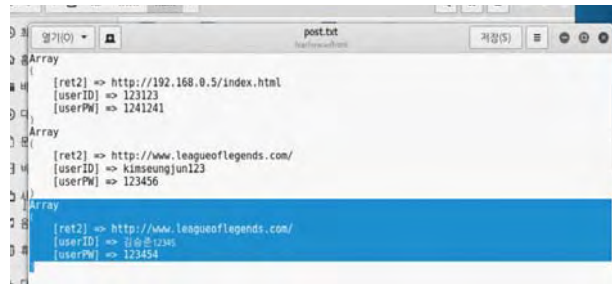 열기(O)
post.txt
저장(S)
Array
(
[ret2] => http://192.168.0.5/index.html
[userID] => 123123
[userPW] => 1241241
)
Array
(
[ret2] => http://www.leagueoflegends.com/
[userID] => kimseungjun123
[userPW] => 123456
)
Array
(
[ret2] => http://www.leagueoflegends.com/
[userID] => 김승준12345
[userPW] => 123454
)